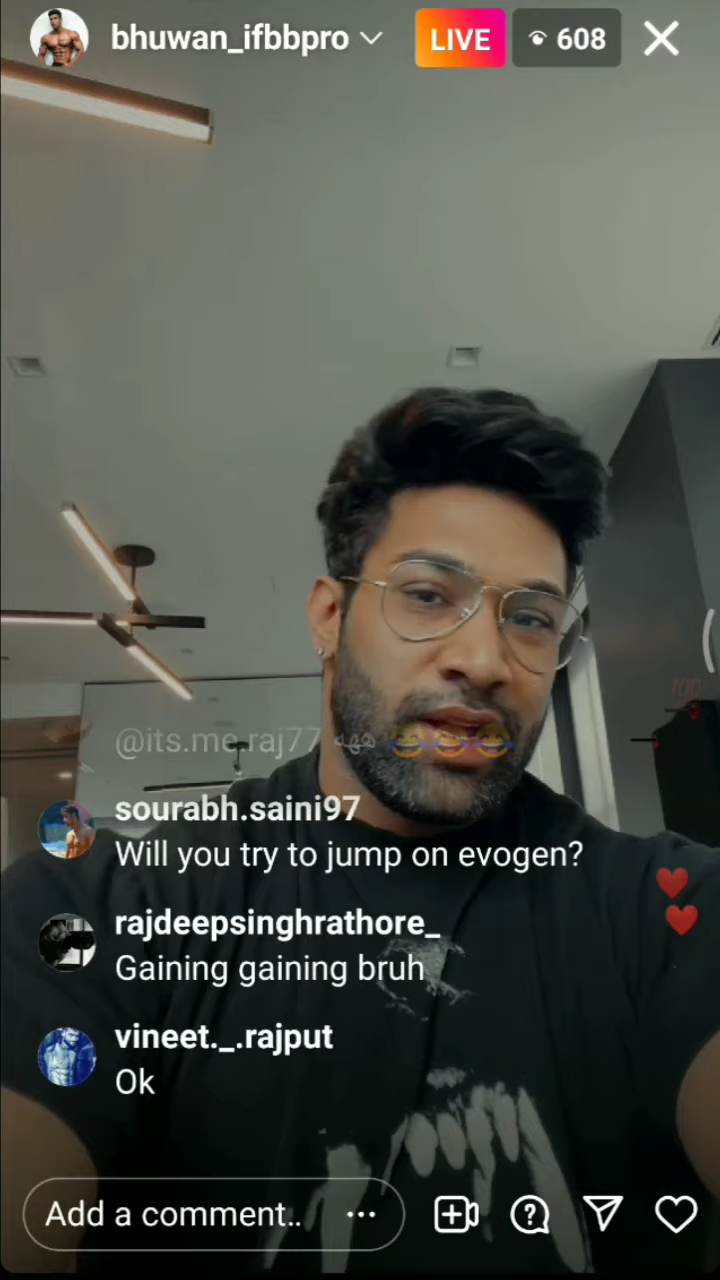 bhuwan_ifbbpro
LIVE
608
@its.me.raj77 ههه 😂😂😂
sourabh.saini97
Will you try to jump on evogen?
rajdeepsinghrathore_
Gaining gaining bruh
vineet._.rajput
Ok
Add a comment..